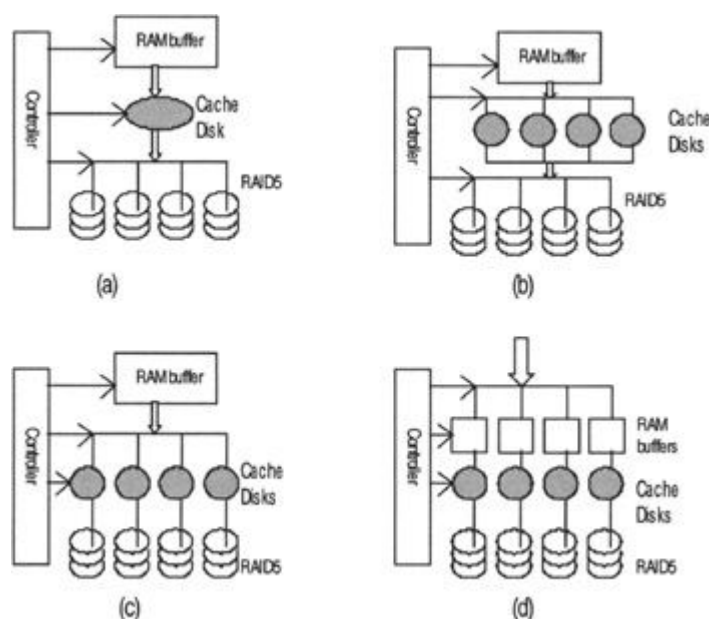 RAM buffer
Controller
Cache
Disk
RAID5
(a)
RAM buffer
Controller
Cache
Disks
RAID5
(b)
RAM buffer
Controller
Cache
Disks
RAID5
(c)
Controller
RAM
buffers
Cache
Disks
RAID5
(d)